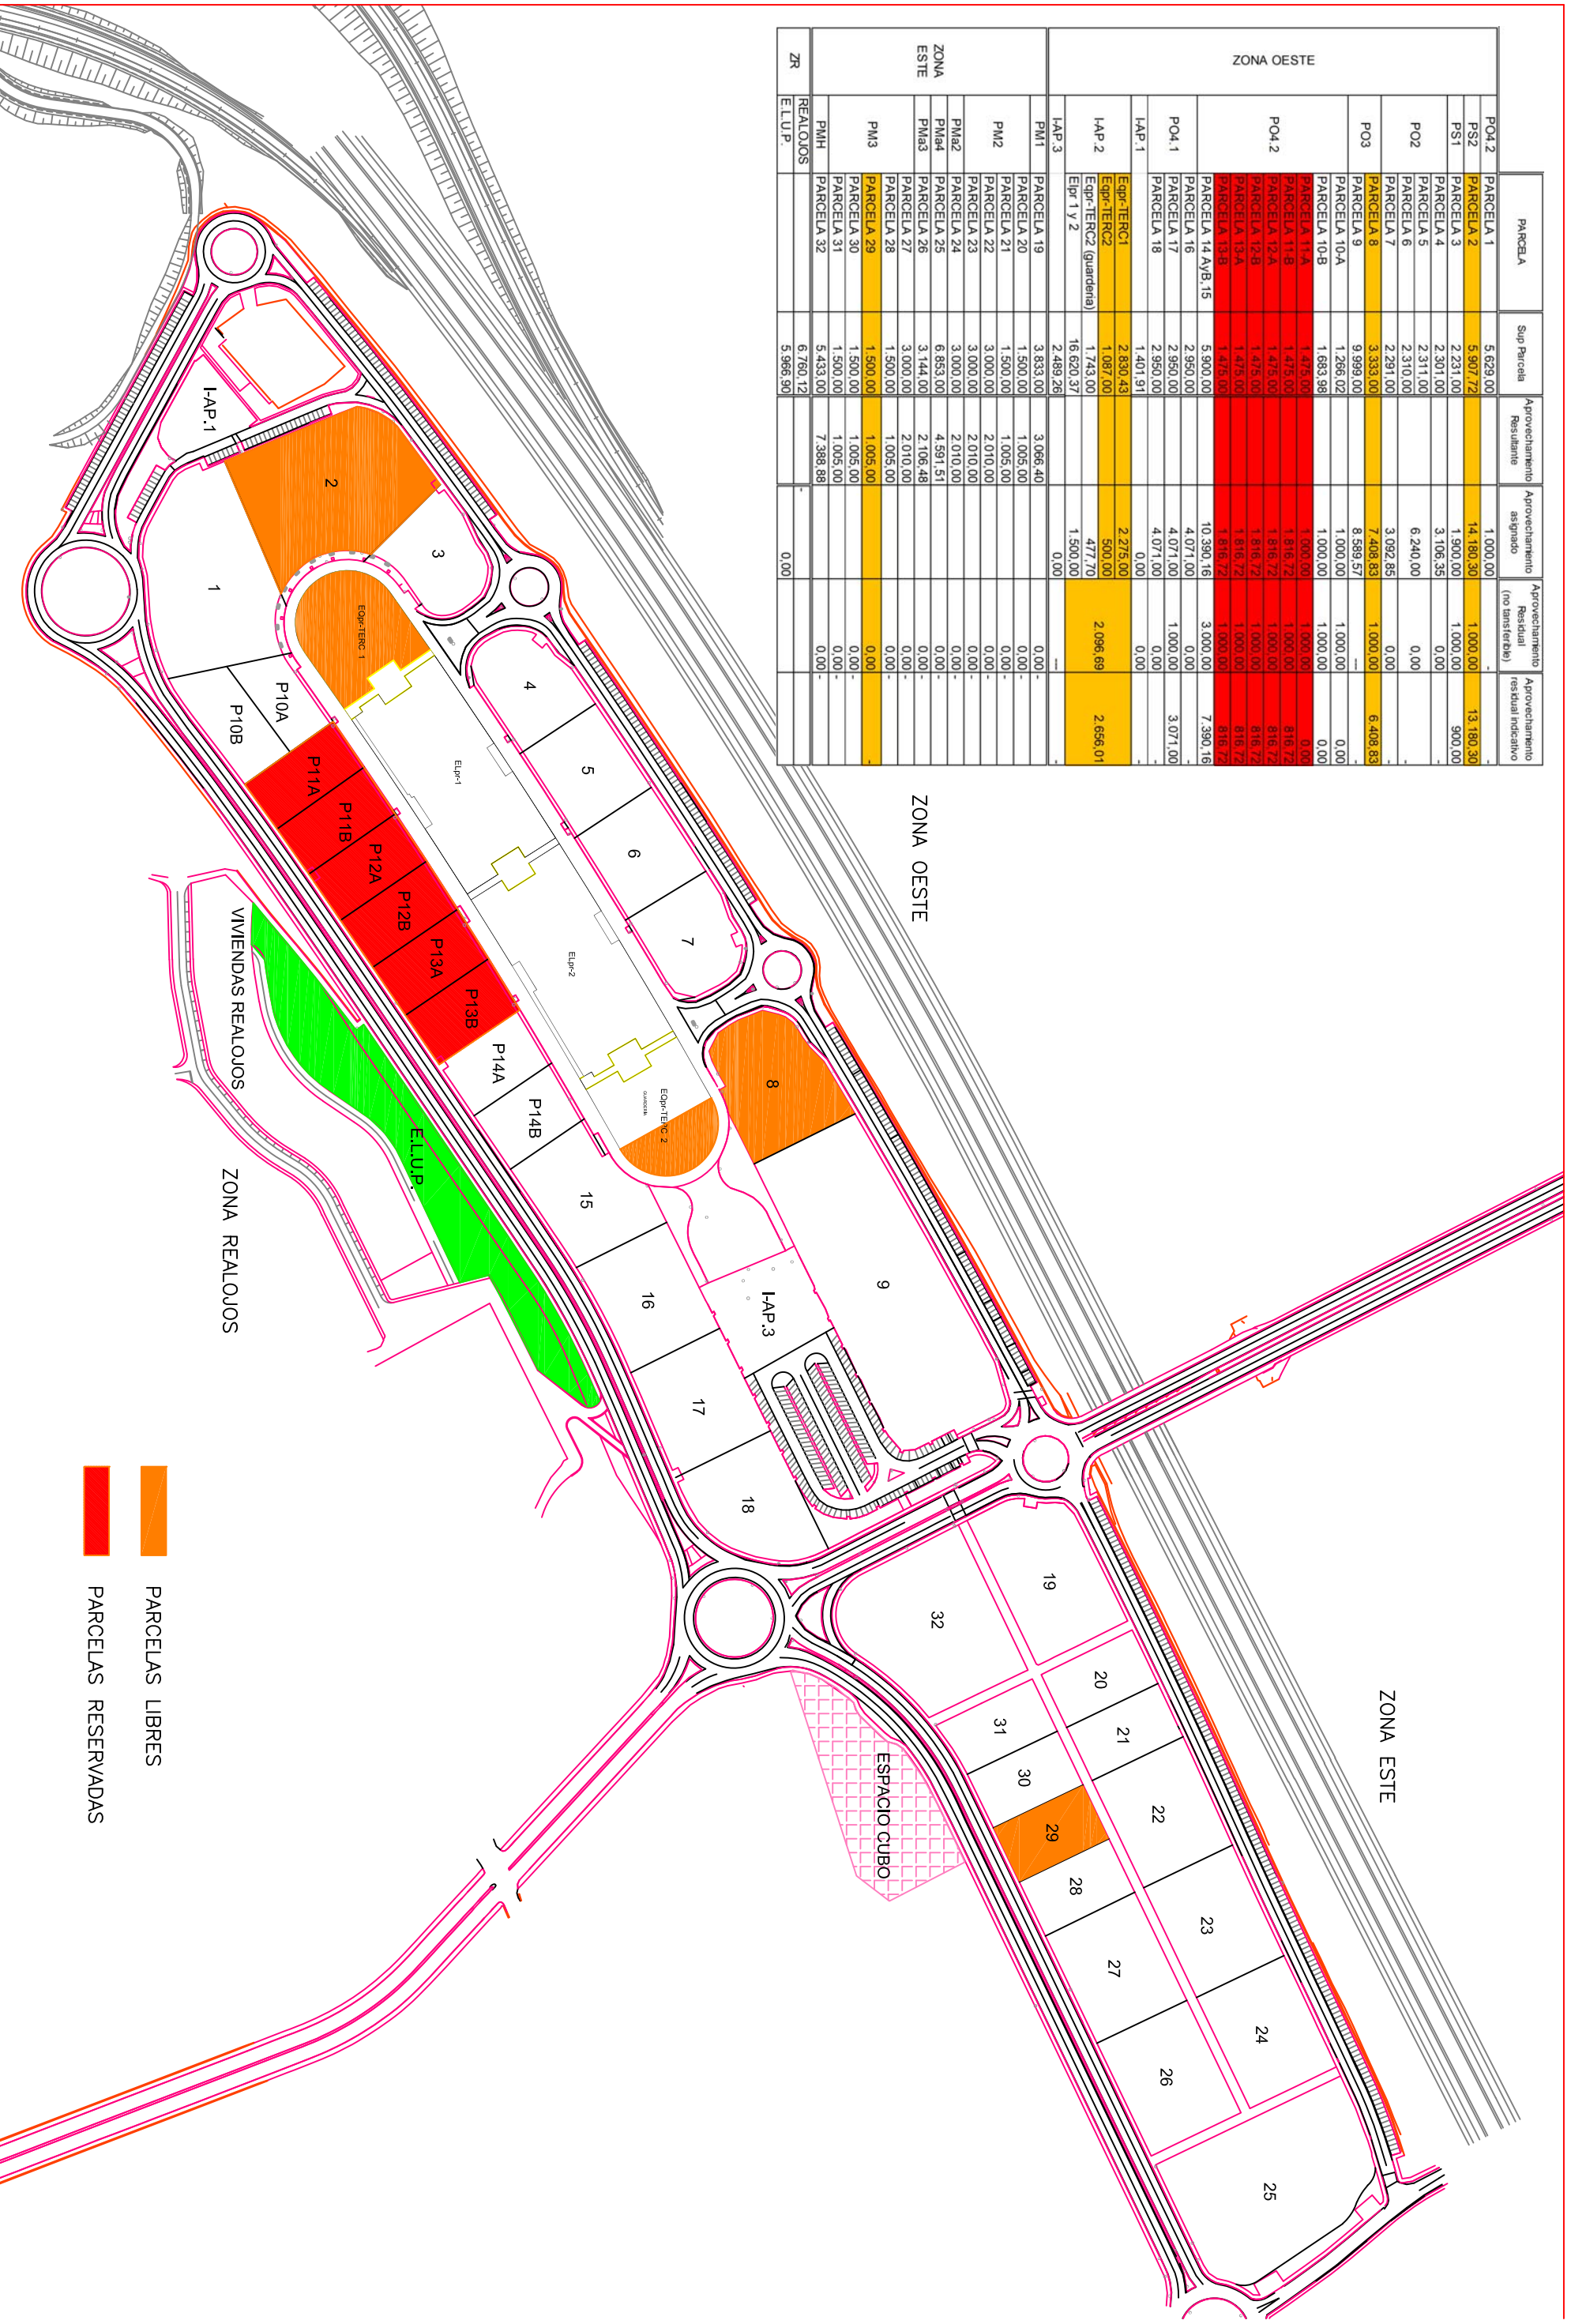 PARCELA Sup Parcela Aprovechamiento Resultante Aprovechamiento asignado Aprovechamiento Residual (no tansferible) Aprovechamiento residual indicativo
ZONA OESTE
PO4.2 PARCELA 1 5.629,00 1.000,00 - -
PS2 PARCELA 2 5.907,72 14.180,30 1.000,00 13.180,30
PS1 PARCELA 3 2.231,00 1.900,00 1.000,00 900,00
PO2 PARCELA 4 2.301,00 3.106,35 0,00 -
PARCELA 5 2.311,00 6.240,00 0,00 -
PARCELA 6 2.310,00
PARCELA 7 2.291,00 3.092,85 0,00 -
PO3 PARCELA 8 3.333,00 7.408,83 1.000,00 6.408,83
PARCELA 9 9.999,00 8.589,57 --- -
PO4.2 PARCELA 10-A 1.266,02 1.000,00 1.000,00 0,00
PARCELA 10-B 1.683,98 1.000,00 1.000,00 0,00
PARCELA 11-A 1.475,00 1.000,00 1.000,00 0,00
PARCELA 11-B 1.475,00 1.816,72 1.000,00 816,72
PARCELA 12-A 1.475,00 1.816,72 1.000,00 816,72
PARCELA 12-B 1.475,00 1.816,72 1.000,00 816,72
PARCELA 13-A 1.475,00 1.816,72 1.000,00 816,72
PARCELA 13-B 1.475,00 1.816,72 1.000,00 816,72
PARCELA 14 AyB,15 5.900,00 10.390,16 3.000,00 7.390,16
PO4.1 PARCELA 16 2.950,00 4.071,00 0,00 -
PARCELA 17 2.950,00 4.071,00 1.000,00 3.071,00
PARCELA 18 2.950,00 4.071,00 0,00 -
I-AP.1 1.401,91 0,00 0,00 -
I-AP.2 Eqpr-TERC1 2.830,43 2.275,00 2.096,69 2.656,01
Eqpr-TERC2 1.087,00 500,00
Eqpr-TERC2 (guarderia) 1.743,00 477,70
Elpr 1 y 2 16.620,37 1.500,00
I-AP.3 2.489,26 0,00 --- -
ZONA ESTE
PM1 PARCELA 19 3.833,00 3.066,40 0,00 -
PM2 PARCELA 20 1.500,00 1.005,00 0,00 -
PARCELA 21 1.500,00 1.005,00 0,00 -
PARCELA 22 3.000,00 2.010,00 0,00 -
PARCELA 23 3.000,00 2.010,00 0,00 -
PMa2 PARCELA 24 3.000,00 2.010,00 0,00 -
PMa4 PARCELA 25 6.853,00 4.591,51 0,00 -
PMa3 PARCELA 26 3.144,00 2.106,48 0,00 -
PM3 PARCELA 27 3.000,00 2.010,00 0,00 -
PARCELA 28 1.500,00 1.005,00 0,00 -
PARCELA 29 1.500,00 1.005,00 0,00 -
PARCELA 30 1.500,00 1.005,00 0,00 -
PARCELA 31 1.500,00 1.005,00 0,00 -
PMH PARCELA 32 5.433,00 7.388,88 0,00 -
ZR REALOJOS 6.760,12 -
E.L.U.P. 5.966,90 0,00
ZONA OESTE
ZONA ESTE
I-AP.1
2
3
1
EQpr-TERC 1
P10A
P10B
P11A
P11B
P12A
P12B
P13A
P13B
P14A
P14B
ELpr-1
ELpr-2
4
5
6
7
8
EQpr-TERC 2
GUARDERIA
9
15
16
17
18
I-AP.3
19
20
21
22
23
24
25
26
27
28
29
30
31
32
ESPACIO CUBO
VIVIENDAS REALOJOS
E.L.U.P.
ZONA REALOJOS
PARCELAS LIBRES
PARCELAS RESERVADAS